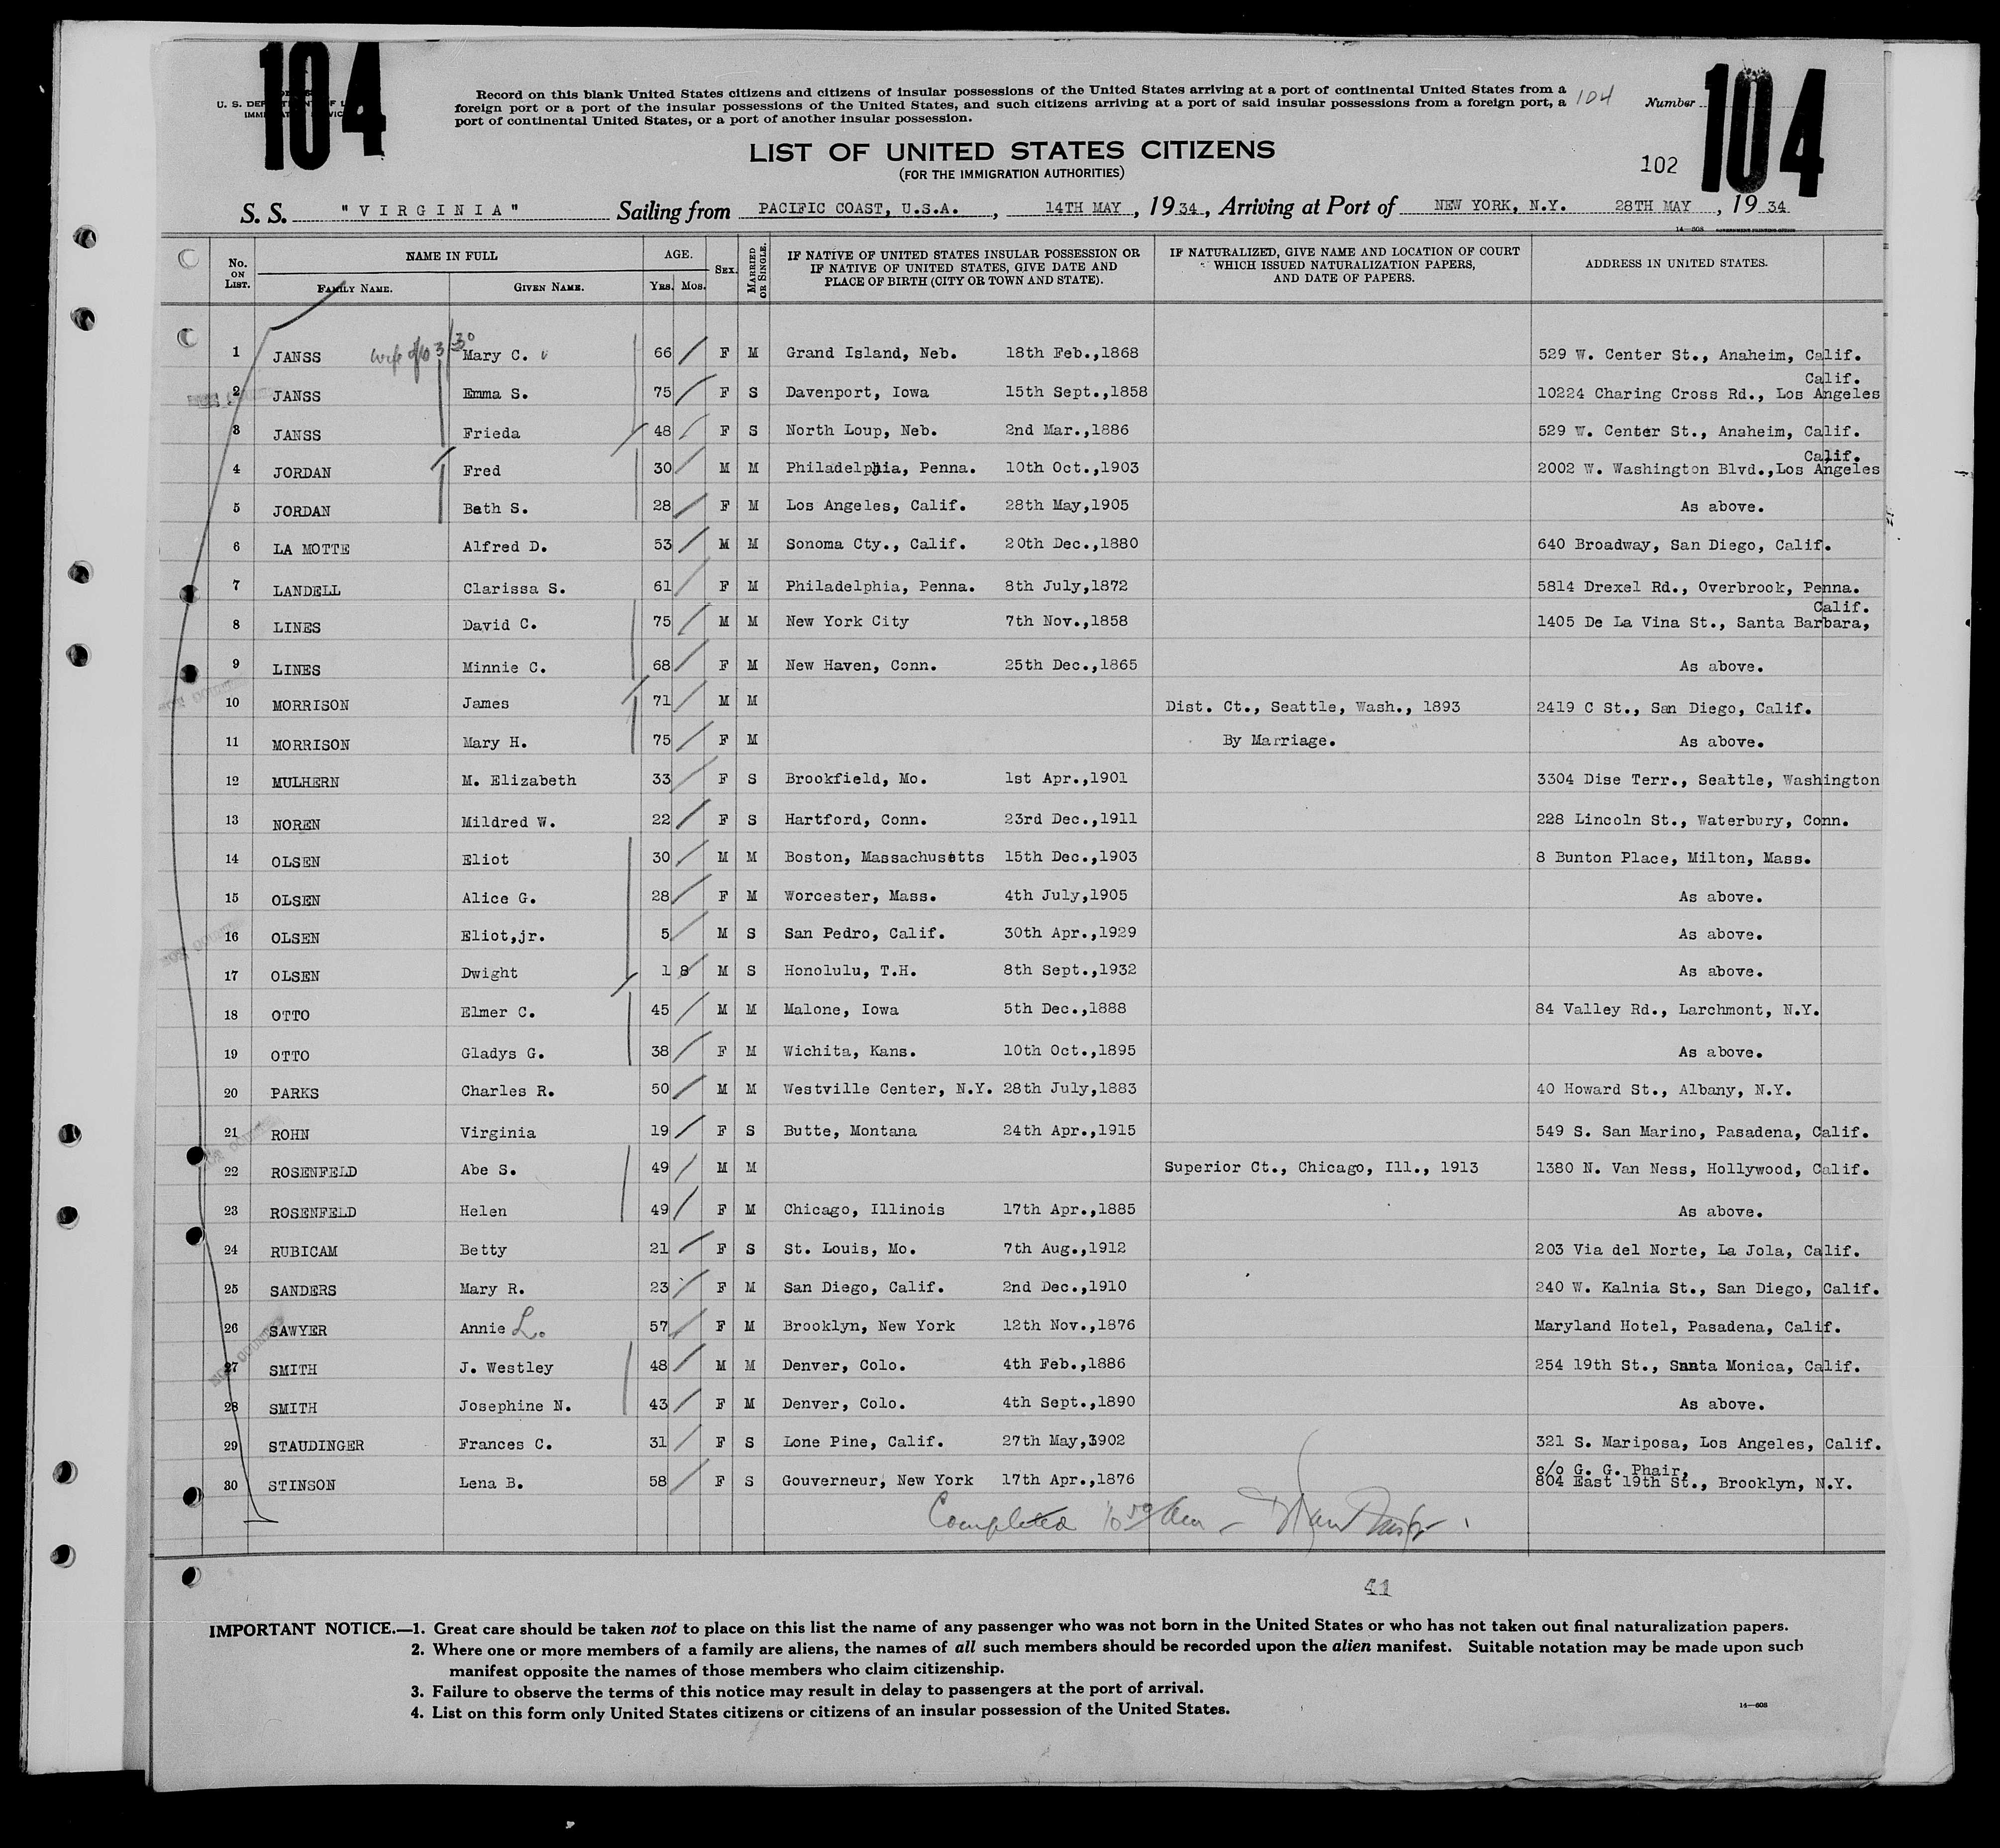 104
104
U. S. DEP
Record on this blank United States citizens and citizens of insular possessions of the United States arriving at a port of continental United States from a
foreign port or a port of the insular possessions of the United States, and such citizens arriving at a port of said insular possessions from a foreign port, a
port of continental United States, or a port of another insular possession.
104
Number
LIST OF UNITED STATES CITIZENS
(FOR THE IMMIGRATION AUTHORITIES)
102
S. S. "VIRGINIA" Sailing from PACIFIC COAST, U.S.A. , 14TH MAY , 1934 , Arriving at Port of NEW YORK, N.Y. 28TH MAY , 1934
14—608 GOVERNMENT PRINTING OFFICE
No. ON LIST. NAME IN FULL FAMILY NAME. GIVEN NAME. AGE. YRS. MOS. SEX. MARRIED OR SINGLE. IF NATIVE OF UNITED STATES INSULAR POSSESSION OR IF NATIVE OF UNITED STATES, GIVE DATE AND PLACE OF BIRTH (CITY OR TOWN AND STATE). IF NATURALIZED, GIVE NAME AND LOCATION OF COURT WHICH ISSUED NATURALIZATION PAPERS, AND DATE OF PAPERS. ADDRESS IN UNITED STATES.
1 JANSS wife of 3/30 Mary C. 66 F M Grand Island, Neb. 18th Feb.,1868 529 W. Center St., Anaheim, Calif.
2 JANSS Emma S. 75 F S Davenport, Iowa 15th Sept.,1858 10224 Charing Cross Rd., Los Angeles Calif.
3 JANSS Frieda 48 F S North Loup, Neb. 2nd Mar.,1886 529 W. Center St., Anaheim, Calif.
4 JORDAN Fred 30 M M Philadelphia, Penna. 10th Oct.,1903 2002 W. Washington Blvd.,Los Angeles Calif.
5 JORDAN Beth S. 28 F M Los Angeles, Calif. 28th May,1905 As above.
6 LA MOTTE Alfred D. 53 M M Sonoma Cty., Calif. 20th Dec.,1880 640 Broadway, San Diego, Calif.
7 LANDELL Clarissa S. 61 F M Philadelphia, Penna. 8th July,1872 5814 Drexel Rd., Overbrook, Penna.
8 LINES David C. 75 M M New York City 7th Nov.,1858 1405 De La Vina St., Santa Barbara, Calif.
9 LINES Minnie C. 68 F M New Haven, Conn. 25th Dec.,1865 As above.
10 MORRISON James 71 M M Dist. Ct., Seattle, Wash., 1893 2419 C St., San Diego, Calif.
11 MORRISON Mary H. 75 F M By Marriage. As above.
12 MULHERN M. Elizabeth 33 F S Brookfield, Mo. 1st Apr.,1901 3304 Dise Terr., Seattle, Washington
13 NOREN Mildred W. 22 F S Hartford, Conn. 23rd Dec.,1911 228 Lincoln St., Waterbury, Conn.
14 OLSEN Eliot 30 M M Boston, Massachusetts 15th Dec.,1903 8 Bunton Place, Milton, Mass.
15 OLSEN Alice G. 28 F M Worcester, Mass. 4th July,1905 As above.
16 OLSEN Eliot,jr. 5 M S San Pedro, Calif. 30th Apr.,1929 As above.
17 OLSEN Dwight 1 8 M S Honolulu, T.H. 8th Sept.,1932 As above.
18 OTTO Elmer C. 45 M M Malone, Iowa 5th Dec.,1888 84 Valley Rd., Larchmont, N.Y.
19 OTTO Gladys G. 38 F M Wichita, Kans. 10th Oct.,1895 As above.
20 PARKS Charles R. 50 M M Westville Center, N.Y. 28th July,1883 40 Howard St., Albany, N.Y.
21 ROHN Virginia 19 F S Butte, Montana 24th Apr.,1915 549 S. San Marino, Pasadena, Calif.
22 ROSENFELD Abe S. 49 M M Superior Ct., Chicago, Ill., 1913 1380 N. Van Ness, Hollywood, Calif.
23 ROSENFELD Helen 49 F M Chicago, Illinois 17th Apr.,1885 As above.
24 RUBICAM Betty 21 F S St. Louis, Mo. 7th Aug.,1912 203 Via del Norte, La Jola, Calif.
25 SANDERS Mary R. 23 F M San Diego, Calif. 2nd Dec.,1910 240 W. Kalnia St., San Diego, Calif.
26 SAWYER Annie L. 57 F M Brooklyn, New York 12th Nov.,1876 Maryland Hotel, Pasadena, Calif.
27 SMITH J. Westley 48 M M Denver, Colo. 4th Feb.,1886 254 19th St., Santa Monica, Calif.
28 SMITH Josephine N. 43 F M Denver, Colo. 4th Sept.,1890 As above.
29 STAUDINGER Frances C. 31 F S Lone Pine, Calif. 27th May,3902 321 S. Mariposa, Los Angeles, Calif.
30 STINSON Lena B. 58 F S Gouverneur, New York 17th Apr.,1876 c/o G. G. Phair, 804 East 19th St., Brooklyn, N.Y.
Completed 10 50 Am
41
IMPORTANT NOTICE.—1. Great care should be taken not to place on this list the name of any passenger who was not born in the United States or who has not taken out final naturalization papers.
2. Where one or more members of a family are aliens, the names of all such members should be recorded upon the alien manifest. Suitable notation may be made upon such
manifest opposite the names of those members who claim citizenship.
3. Failure to observe the terms of this notice may result in delay to passengers at the port of arrival.
4. List on this form only United States citizens or citizens of an insular possession of the United States.
14—608